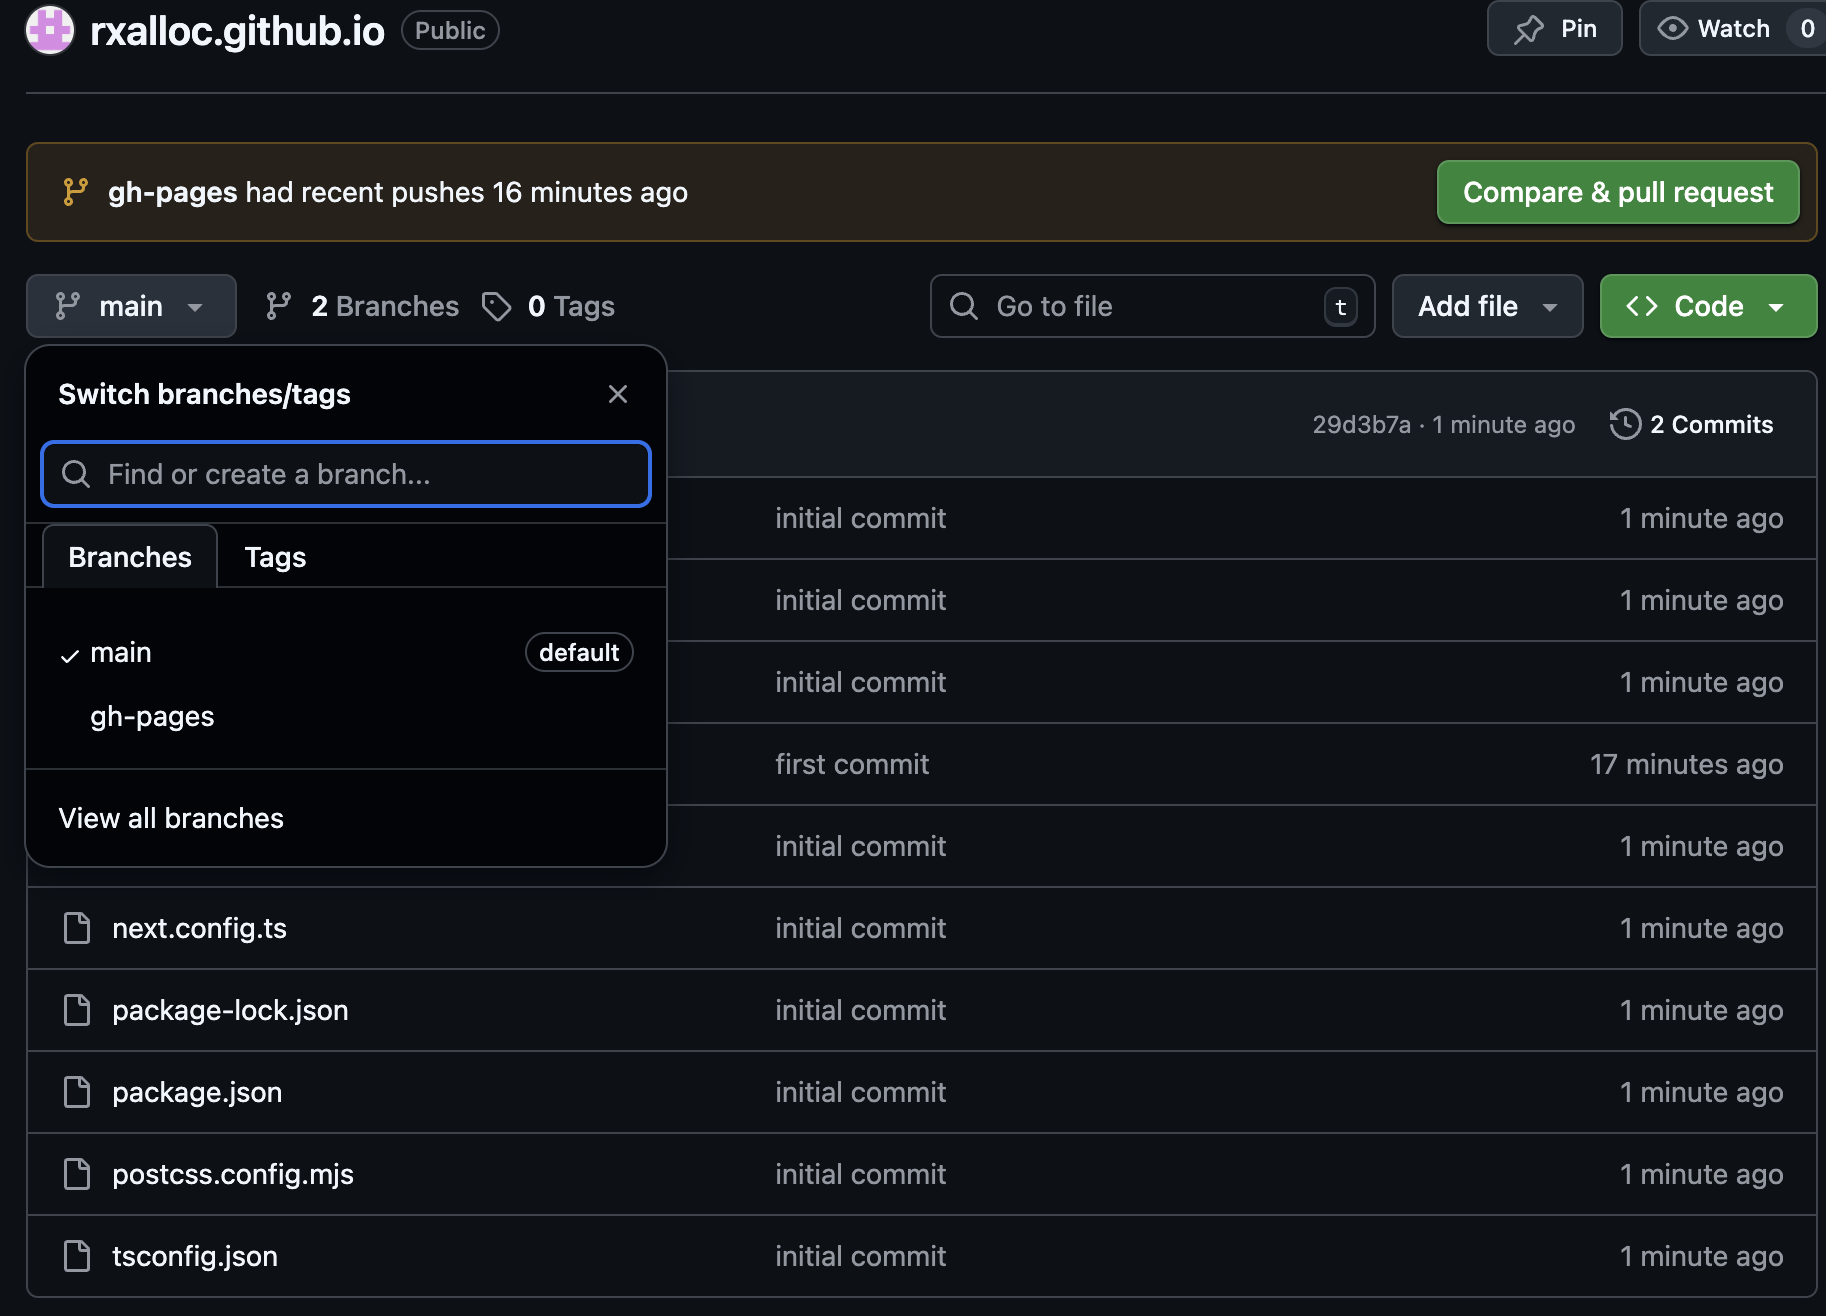 rxalloc.github.io Public Pin Watch 0
gh-pages had recent pushes 16 minutes ago Compare & pull request
main 2 Branches 0 Tags Go to file t Add file Code
Switch branches/tags
29d3b7a · 1 minute ago 2 Commits
Find or create a branch...
initial commit 1 minute ago
Branches Tags
initial commit 1 minute ago
main default
initial commit 1 minute ago
gh-pages
first commit 17 minutes ago
View all branches
initial commit 1 minute ago
next.config.ts initial commit 1 minute ago
package-lock.json initial commit 1 minute ago
package.json initial commit 1 minute ago
postcss.config.mjs initial commit 1 minute ago
tsconfig.json initial commit 1 minute ago